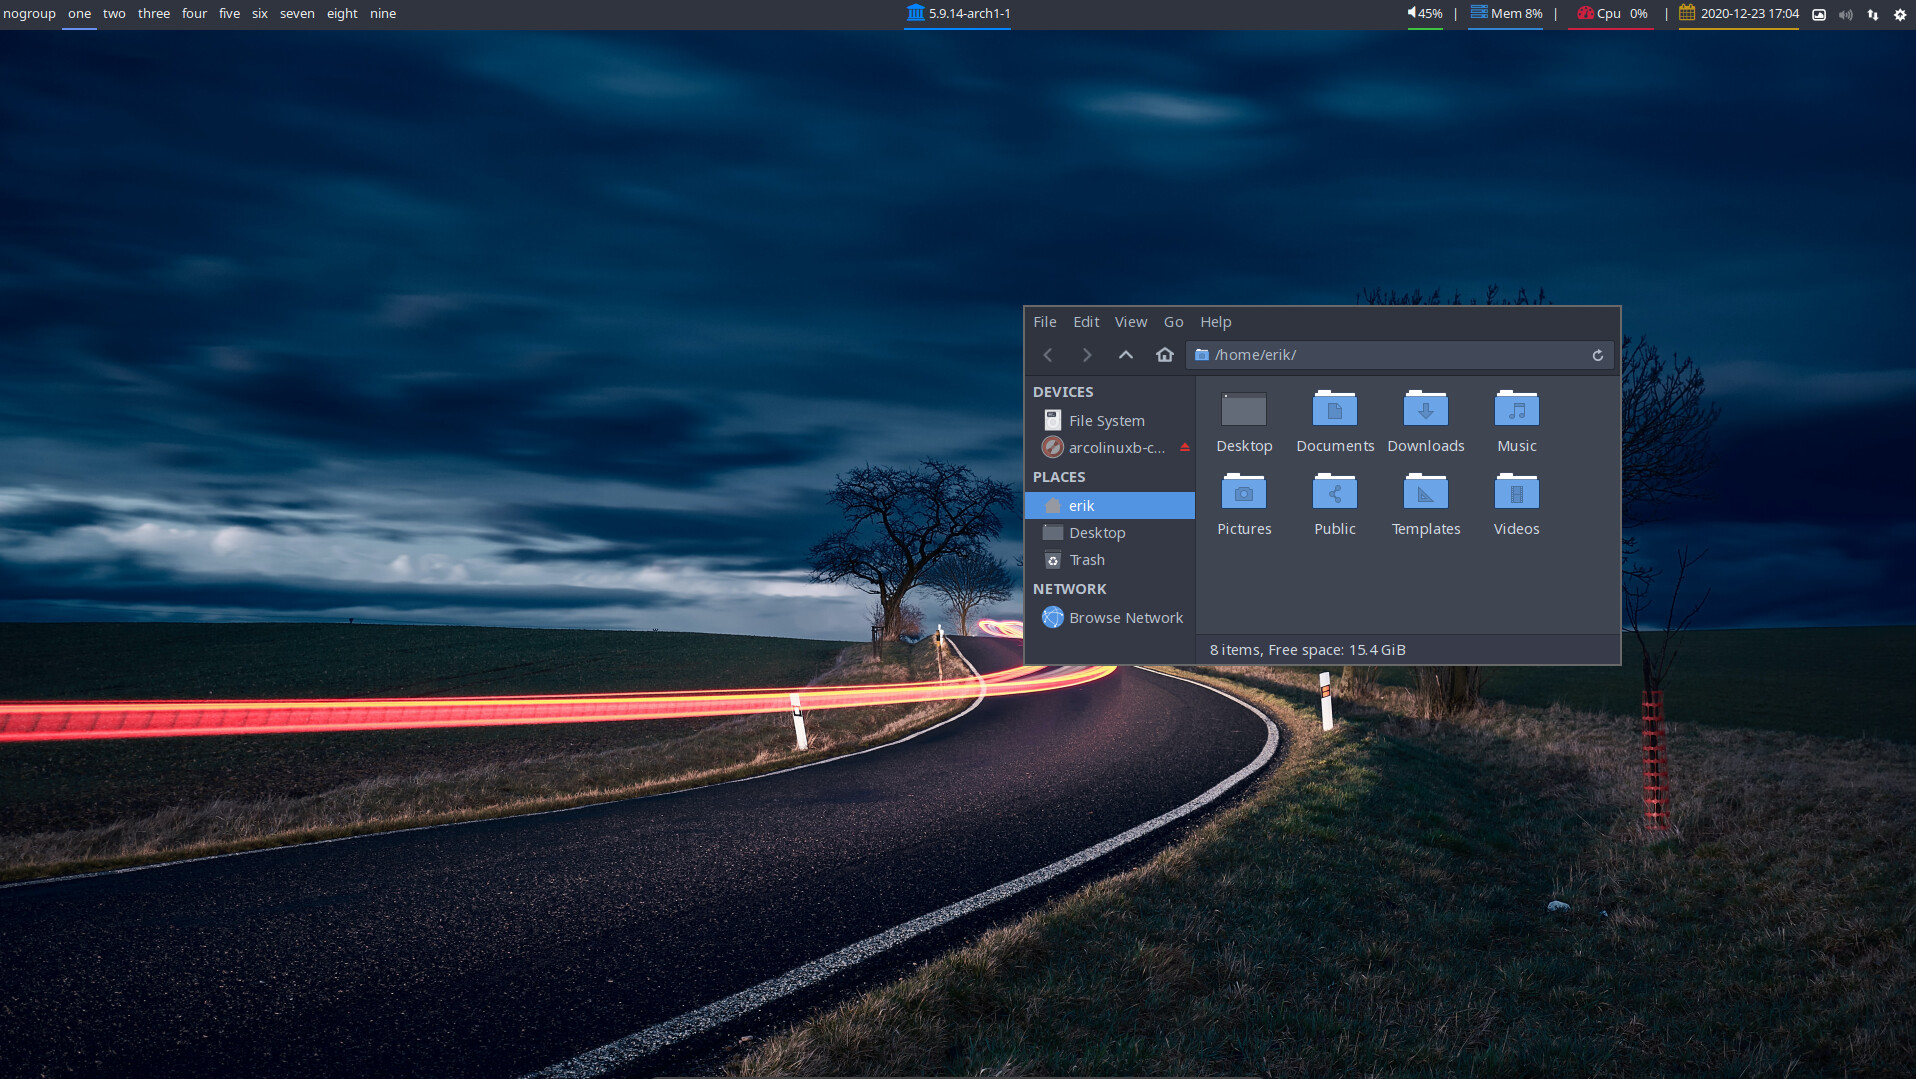 nogroup one two three four five six seven eight nine 5.9.14-arch1-1 45% | Mem 8% | Cpu 0% | 2020-12-23 17:04
File Edit View Go Help
/home/erik/
DEVICES
File System
arcolinuxb-c...
PLACES
erik
Desktop
Trash
NETWORK
Browse Network
Desktop Documents Downloads Music
Pictures Public Templates Videos
8 items, Free space: 15.4 GiB